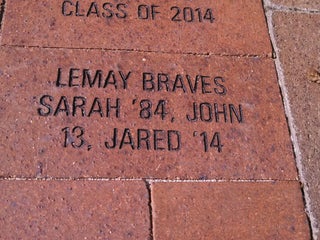 CLASS OF 2014
LEMAY BRAVES
SARAH '84, JOHN
13, JARED '14